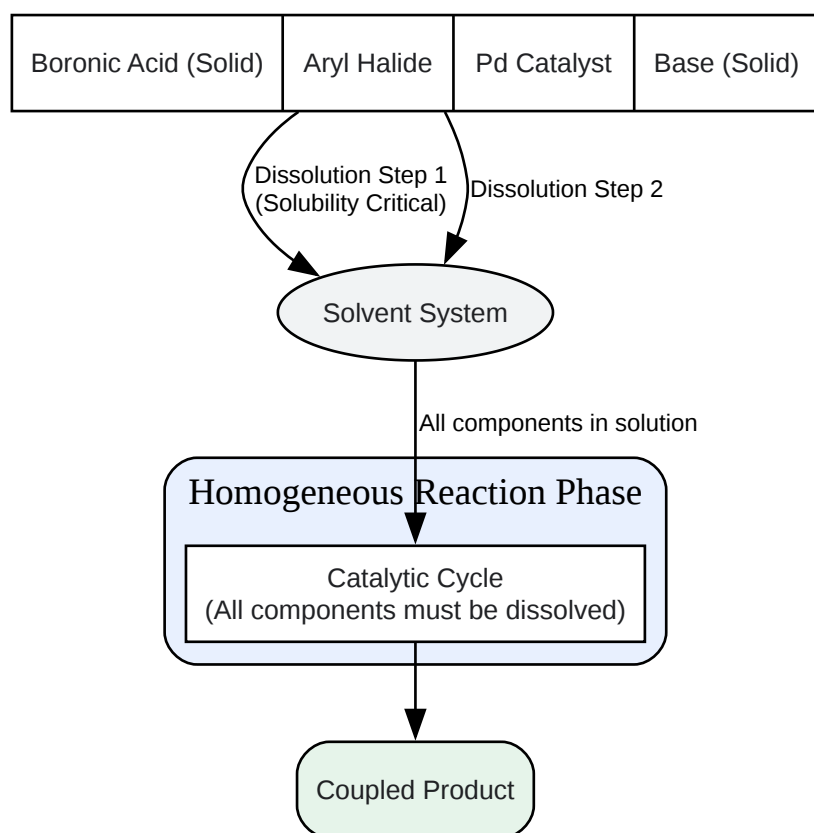 Boronic Acid (Solid)
Aryl Halide
Pd Catalyst
Base (Solid)
Dissolution Step 1
(Solubility Critical)
Dissolution Step 2
Solvent System
All components in solution
Homogeneous Reaction Phase
Catalytic Cycle
(All components must be dissolved)
Coupled Product